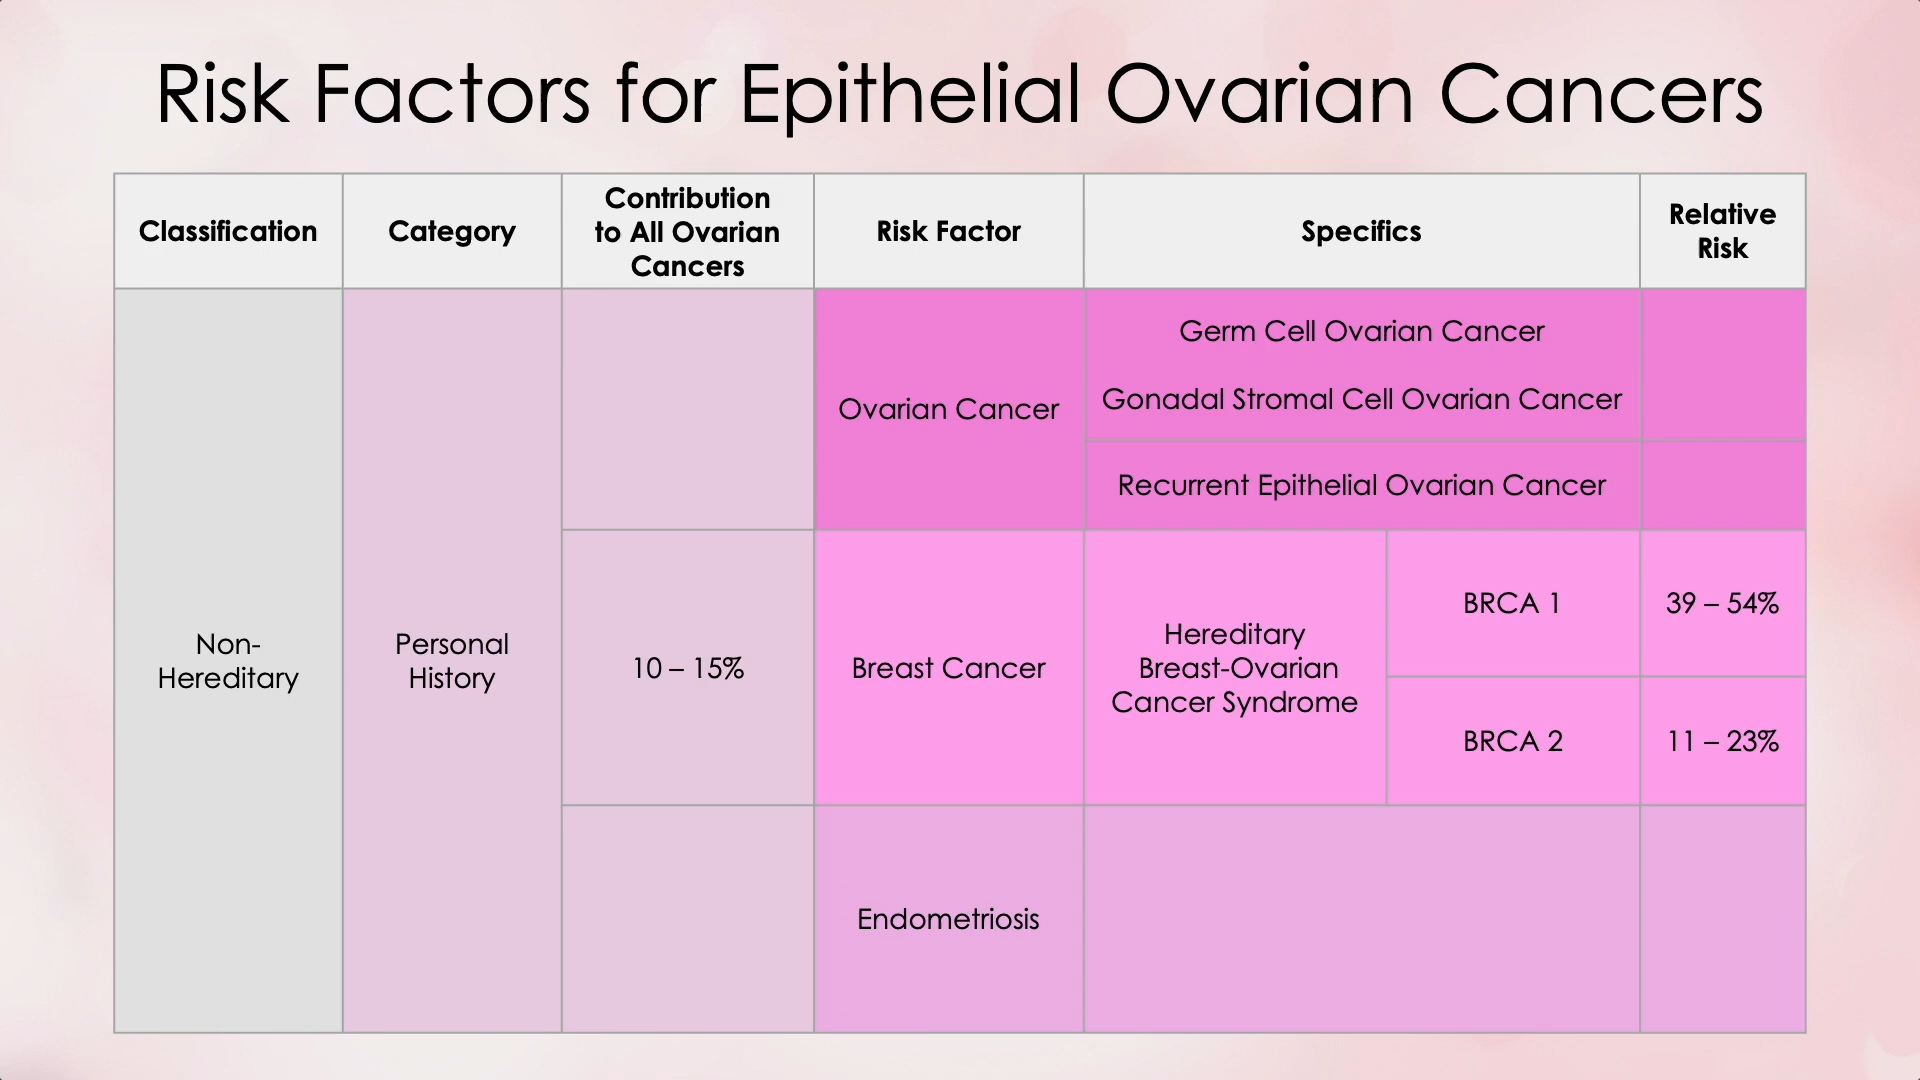 Risk Factors for Epithelial Ovarian Cancers
Classification
Category
Contribution
to All Ovarian
Cancers
Risk Factor
Specifics
Relative
Risk
Non-
Hereditary
Personal
History
Ovarian Cancer
Germ Cell Ovarian Cancer
Gonadal Stromal Cell Ovarian Cancer
Recurrent Epithelial Ovarian Cancer
10 – 15%
Breast Cancer
Hereditary
Breast-Ovarian
Cancer Syndrome
BRCA 1
39 – 54%
BRCA 2
11 – 23%
Endometriosis